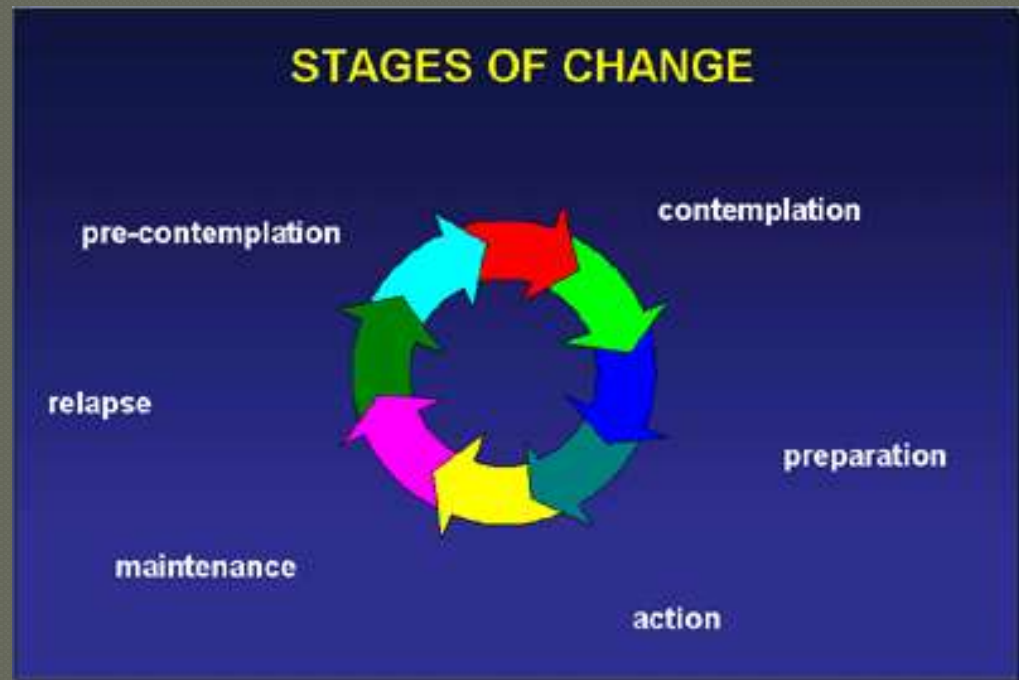 STAGES OF CHANGE
contemplation
pre-contemplation
relapse
preparation
maintenance
action